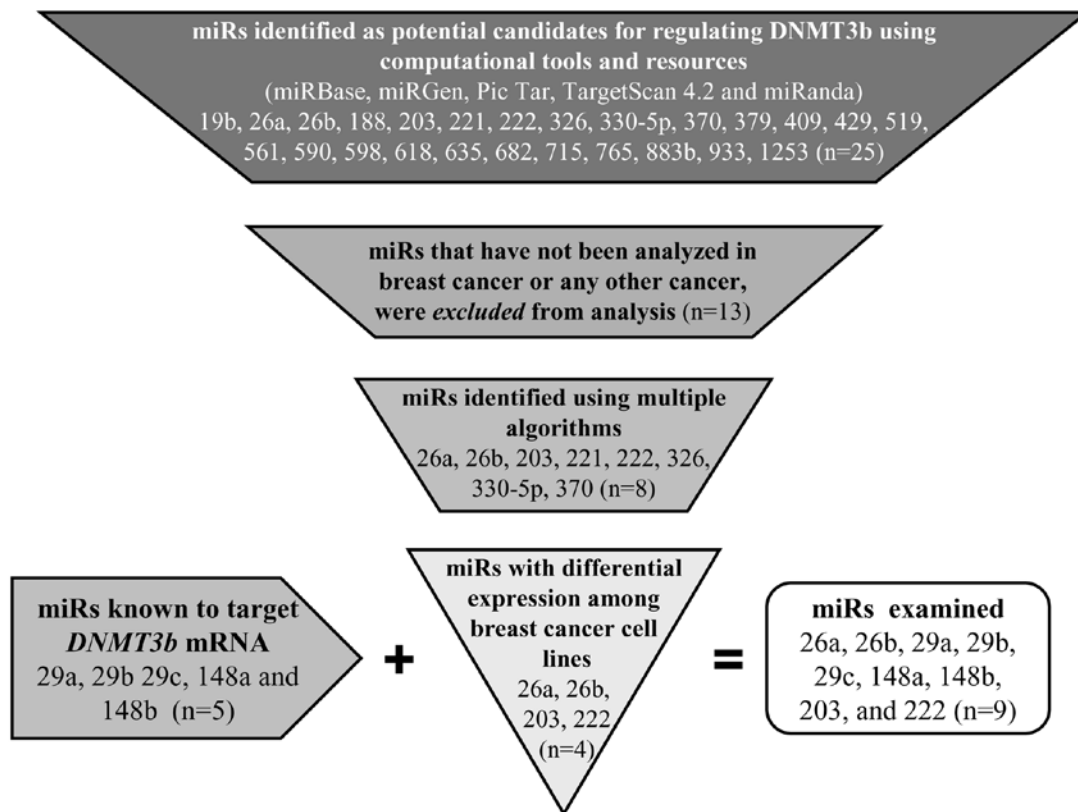 miRs identified as potential candidates for regulating DNMT3b using
computational tools and resources
(miRBase, miRGen, Pic Tar, TargetScan 4.2 and miRanda)
19b, 26a, 26b, 188, 203, 221, 222, 326, 330-5p, 370, 379, 409, 429, 519,
561, 590, 598, 618, 635, 682, 715, 765, 883b, 933, 1253 (n=25)
miRs that have not been analyzed in
breast cancer or any other cancer,
were excluded from analysis (n=13)
miRs identified using multiple
algorithms
26a, 26b, 203, 221, 222, 326,
330-5p, 370 (n=8)
miRs known to target
DNMT3b mRNA
29a, 29b 29c, 148a and
148b (n=5)
+
miRs with differential
expression among
breast cancer cell
lines
26a, 26b,
203, 222
(n=4)
=
miRs examined
26a, 26b, 29a, 29b,
29c, 148a, 148b,
203, and 222 (n=9)